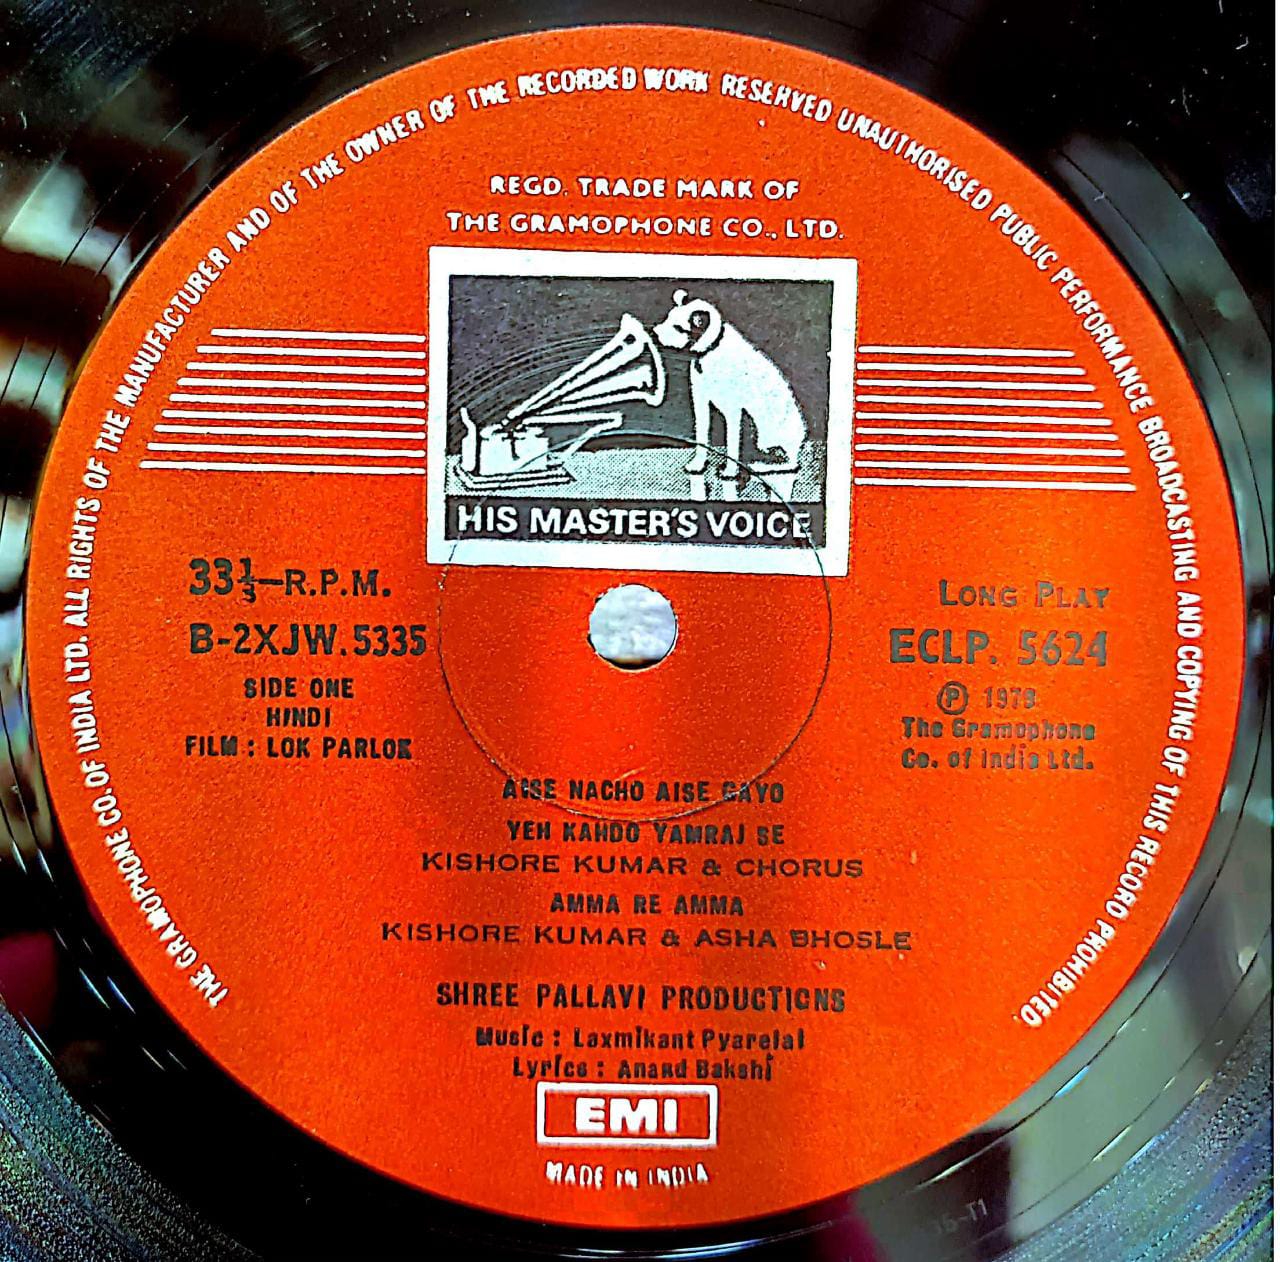 THE GRAMOPHONE CO. OF INDIA LTD. ALL RIGHTS OF THE MANUFACTURER AND OF THE OWNER OF THE RECORDED WORK RESERVED UNAUTHORISED PUBLIC PERFORMANCE BROADCASTING AND COPYING OF THIS RECORD PROHIBITED.
REGD. TRADE MARK OF
THE GRAMOPHONE CO., LTD.
HIS MASTER'S VOICE
33⅓—R.P.M.
B-2XJW.5335
SIDE ONE
HINDI
FILM : LOK PARLOK
LONG PLAY
ECLP. 5624
Ⓟ
The Gramophone
Co. of India Ltd.
AISE NACHO AISE GAYO
YEH KAHDO YAMRAJ SE
KISHORE KUMAR & CHORUS
AMMA RE AMMA
KISHORE KUMAR & ASHA BHOSLE
SHREE PALLAVI PRODUCTIONS
Music : Laxmikant Pyarelal
Lyrics : Anand Bakshi
EMI
MADE IN INDIA